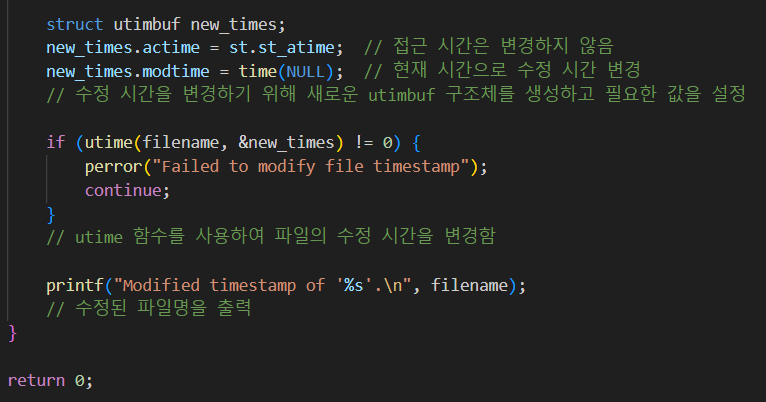 struct utimbuf new_times;
new_times.actime = st.st_atime;  // 접근 시간은 변경하지 않음
new_times.modtime = time(NULL);  // 현재 시간으로 수정 시간 변경
// 수정 시간을 변경하기 위해 새로운 utimbuf 구조체를 생성하고 필요한 값을 설정
if (utime(filename, &new_times) != 0) {
perror("Failed to modify file timestamp");
continue;
}
// utime 함수를 사용하여 파일의 수정 시간을 변경함
printf("Modified timestamp of '%s'.\n", filename);
// 수정된 파일명을 출력
}
return 0;